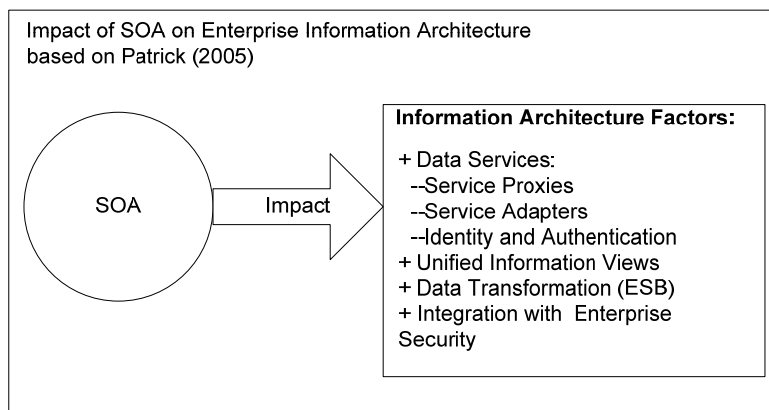 Impact of SOA on Enterprise Information Architecture
based on Patrick (2005)
SOA
Impact
Information Architecture Factors:
+ Data Services:
--Service Proxies
--Service Adapters
--Identity and Authentication
+ Unified Information Views
+ Data Transformation (ESB)
+ Integration with Enterprise
Security